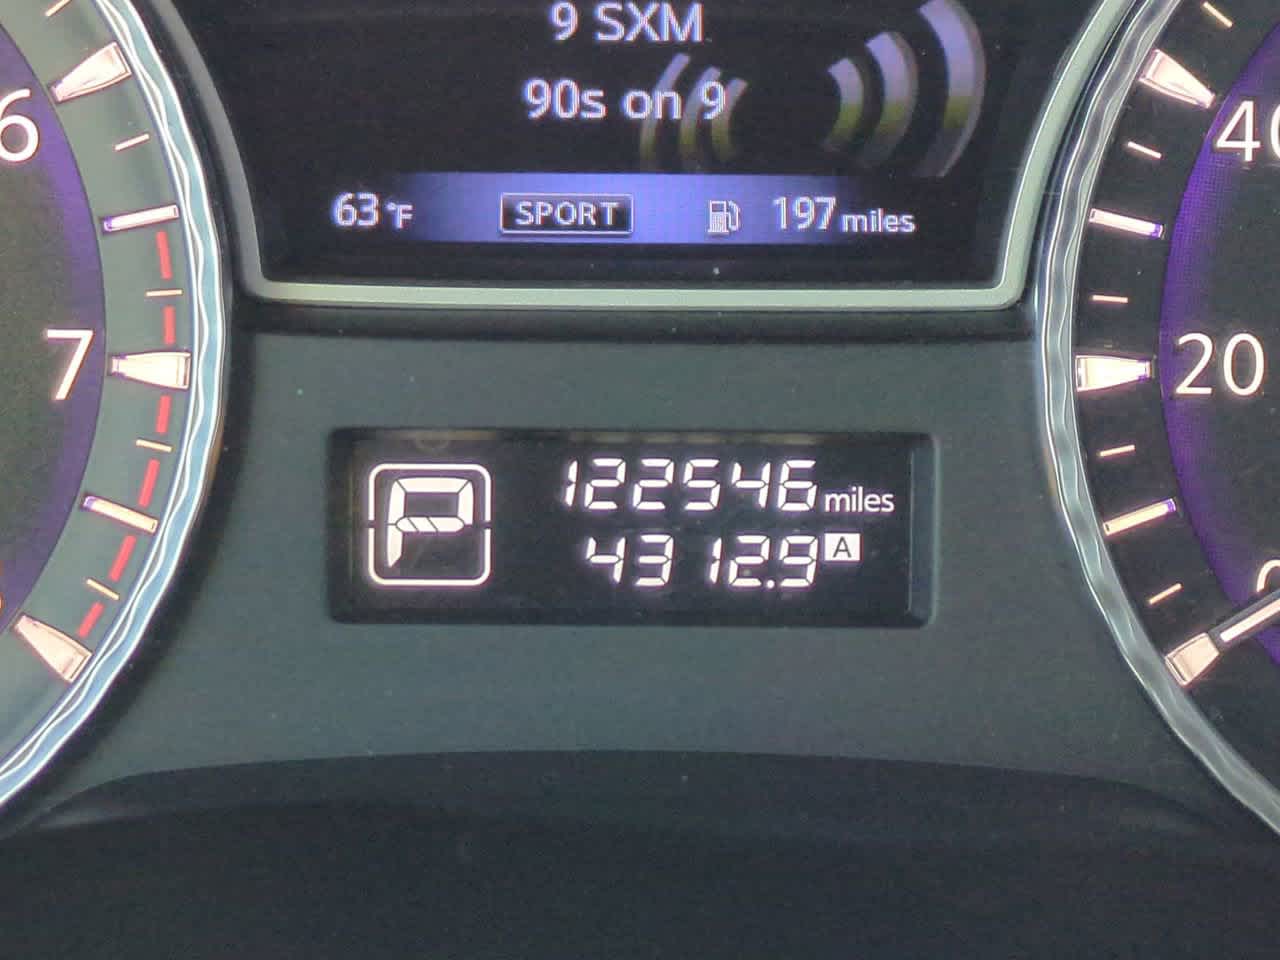 9 SXM
90s on 9
63°F SPORT 197 miles
6
7
40
20
P
122546 miles
4312.9 A